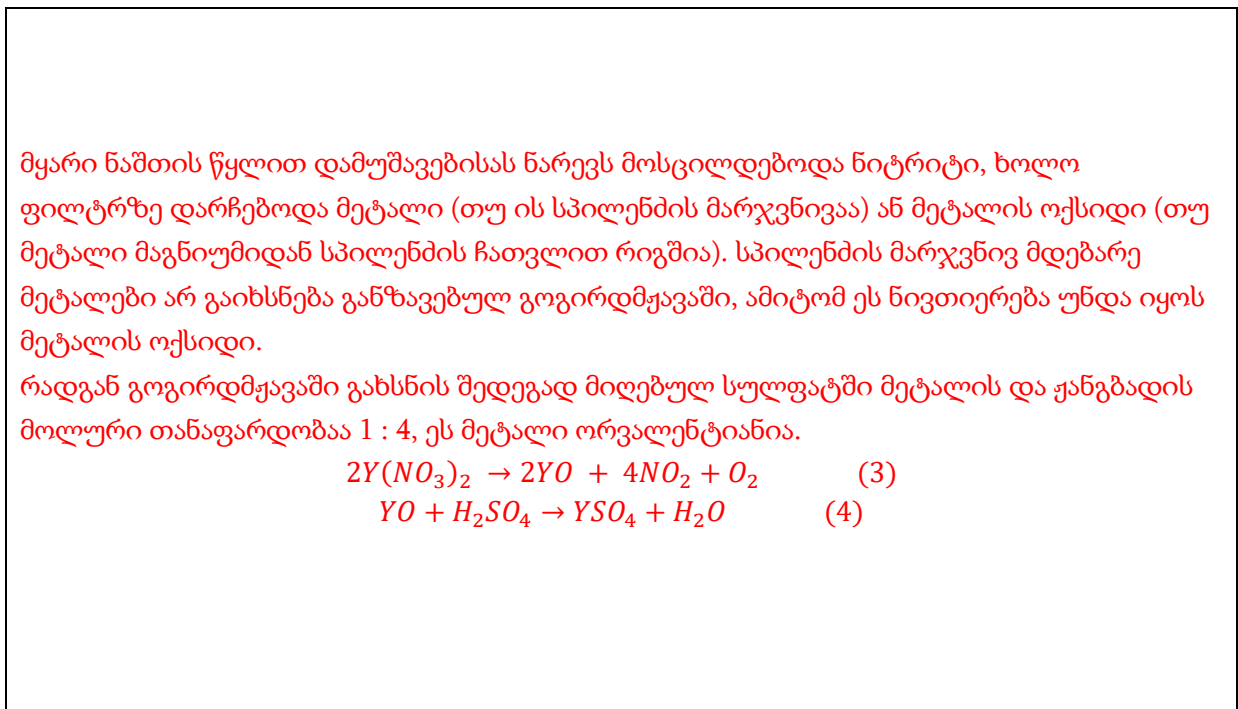 მყარი ნაშთის წყლით დამუშავებისას ნარევს მოსცილდებოდა ნიტრიტი, ხოლო
ფილტრზე დარჩებოდა მეტალი (თუ ის სპილენძის მარჯვნივაა) ან მეტალის ოქსიდი (თუ
მეტალი მაგნიუმიდან სპილენძის ჩათვლით რიგშია). სპილენძის მარჯვნივ მდებარე
მეტალები არ გაიხსნება განზავებულ გოგირდმჟავაში, ამიტომ ეს ნივთიერება უნდა იყოს
მეტალის ოქსიდი.
რადგან გოგირდმჟავაში გახსნის შედეგად მიღებულ სულფატში მეტალის და ჟანგბადის
მოლური თანაფარდობაა 1 : 4, ეს მეტალი ორვალენტიანია.
2Y(NO₃)₂ → 2YO + 4NO₂ + O₂ (3)
YO + H₂SO₄ → YSO₄ + H₂O (4)